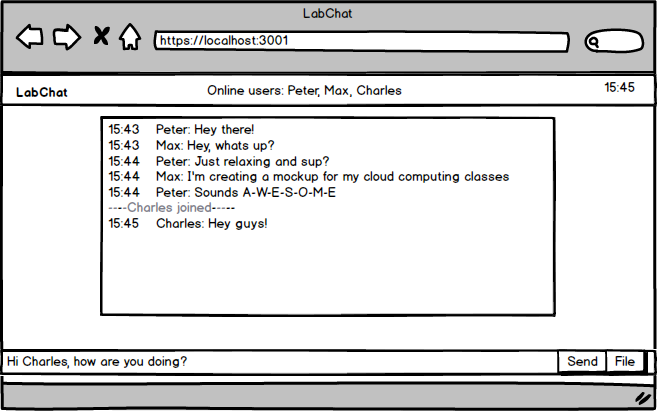 LabChat
https://localhost:3001
LabChat Online users: Peter, Max, Charles 15:45
15:43 Peter: Hey there!
15:43 Max: Hey, whats up?
15:44 Peter: Just relaxing and sup?
15:44 Max: I'm creating a mockup for my cloud computing classes
15:44 Peter: Sounds A-W-E-S-O-M-E
----Charles joined-----
15:45 Charles: Hey guys!
Hi Charles, how are you doing? Send File